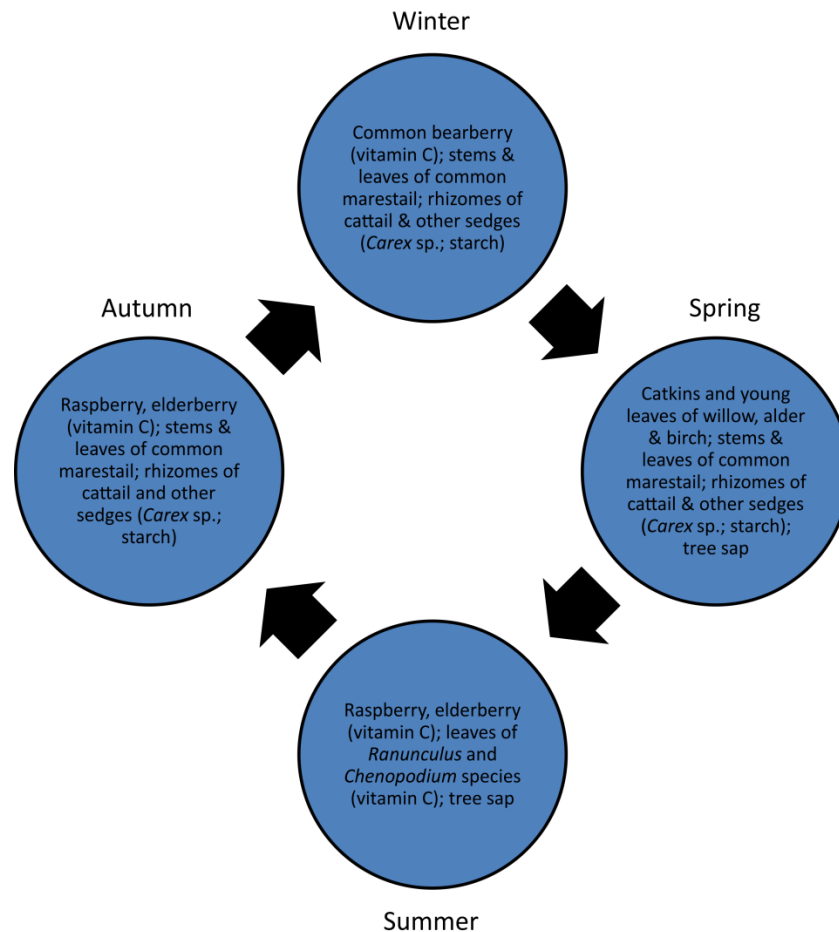 Winter
Common bearberry
(vitamin C); stems &
leaves of common
marestail; rhizomes of
cattail & other sedges
(Carex sp.; starch)
Autumn
Raspberry, elderberry
(vitamin C); stems &
leaves of common
marestail; rhizomes of
cattail and other
sedges (Carex sp.;
starch)
Spring
Catkins and young
leaves of willow, alder
& birch; stems &
leaves of common
marestail; rhizomes of
cattail & other sedges
(Carex sp.; starch);
tree sap
Raspberry, elderberry
(vitamin C); leaves of
Ranunculus and
Chenopodium species
(vitamin C); tree sap
Summer